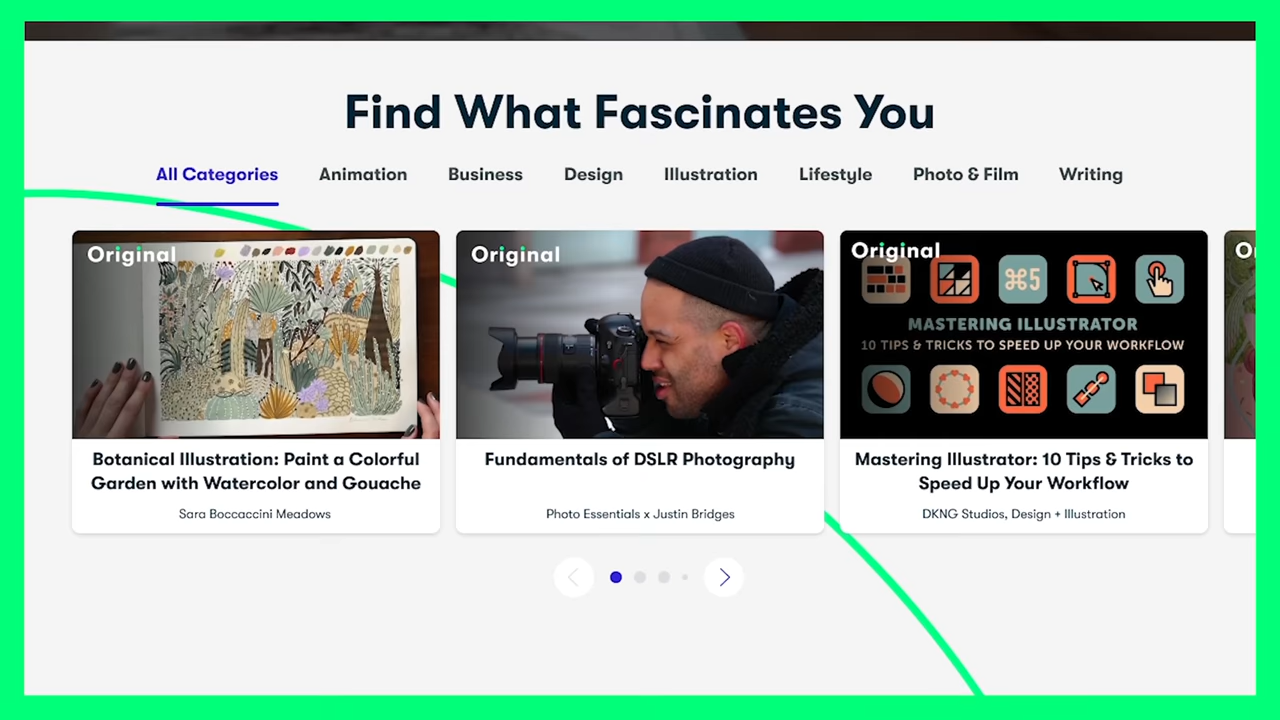 Find What Fascinates You
All Categories Animation Business Design Illustration Lifestyle Photo & Film Writing
Original
Botanical Illustration: Paint a Colorful
Garden with Watercolor and Gouache
Sara Boccaccini Meadows
Original
Fundamentals of DSLR Photography
Photo Essentials x Justin Bridges
Original
⌘5
MASTERING ILLUSTRATOR
10 TIPS & TRICKS TO SPEED UP YOUR WORKFLOW
Mastering Illustrator: 10 Tips & Tricks to
Speed Up Your Workflow
DKNG Studios, Design + Illustration